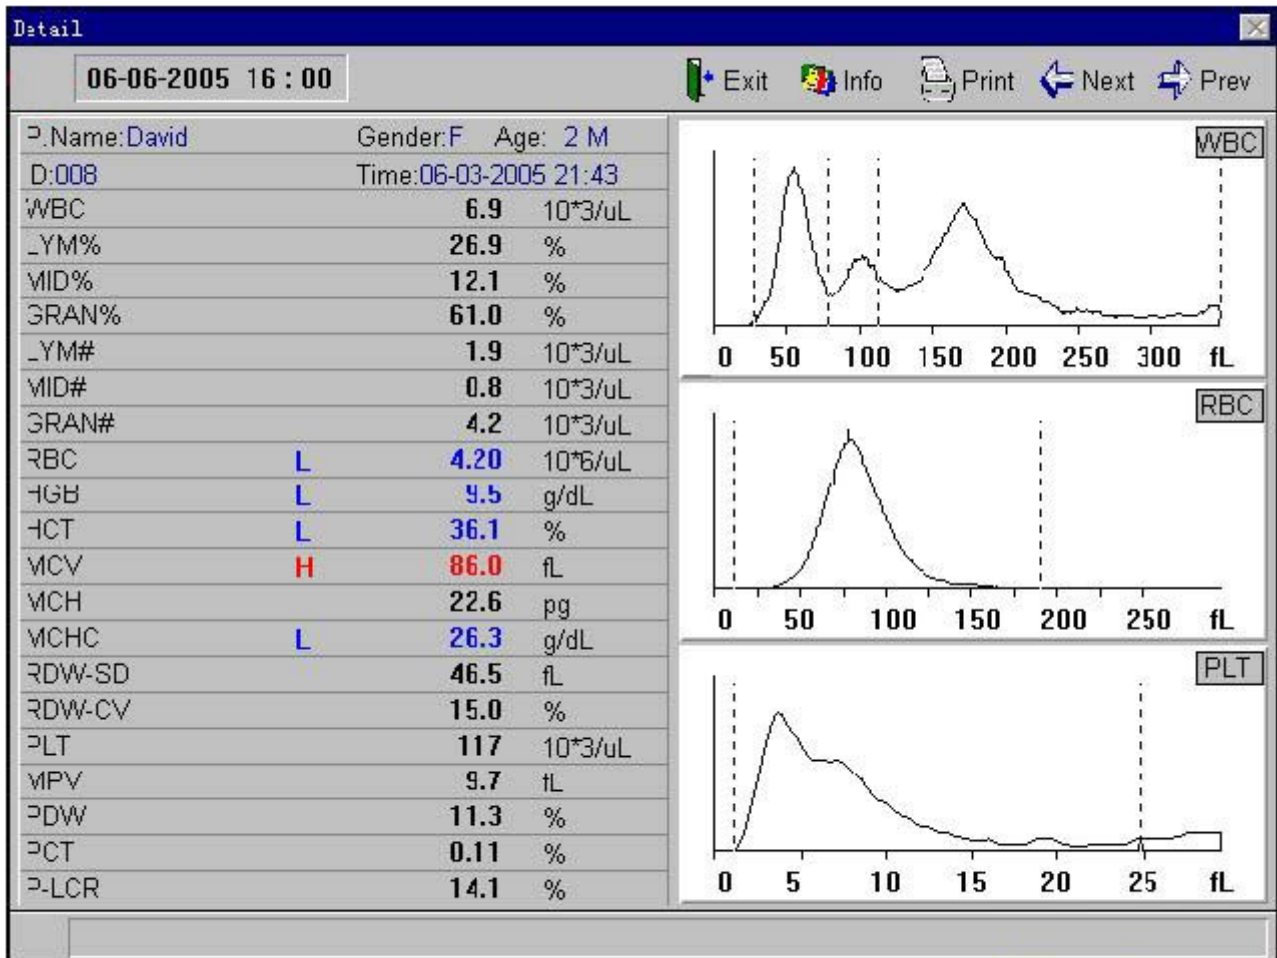 Detail
06-06-2005 16 : 00 Exit Info Print Next Prev
P.Name:David Gender:F Age: 2 M
ID:008 Time:06-03-2005 21:43
WBC 6.9 10*3/uL
LYM% 26.9 %
MID% 12.1 %
GRAN% 61.0 %
LYM# 1.9 10*3/uL
MID# 0.8 10*3/uL
GRAN# 4.2 10*3/uL
RBC L 4.20 10*6/uL
HGB L 9.5 g/dL
HCT L 36.1 %
MCV H 86.0 fL
MCH 22.6 pg
MCHC L 26.3 g/dL
RDW-SD 46.5 fL
RDW-CV 15.0 %
PLT 117 10*3/uL
MPV 9.7 fL
PDW 11.3 %
PCT 0.11 %
P-LCR 14.1 %
WBC
0 50 100 150 200 250 300 fL
RBC
0 50 100 150 200 250 fL
PLT
0 5 10 15 20 25 fL